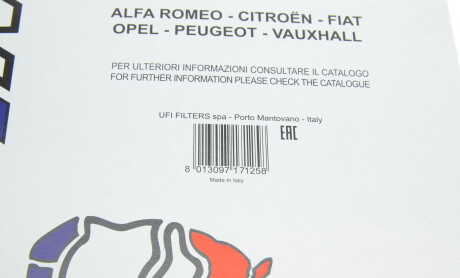 ALFA ROMEO - CITROËN - FIAT
OPEL - PEUGEOT - VAUXHALL
PER ULTERIORI INFORMAZIONI CONSULTARE IL CATALOGO
FOR FURTHER INFORMATION PLEASE CHECK THE CATALOGUE
UFI FILTERS spa - Porto Mantovano - Italy
EAC
8 013097 171258
Made in Italy